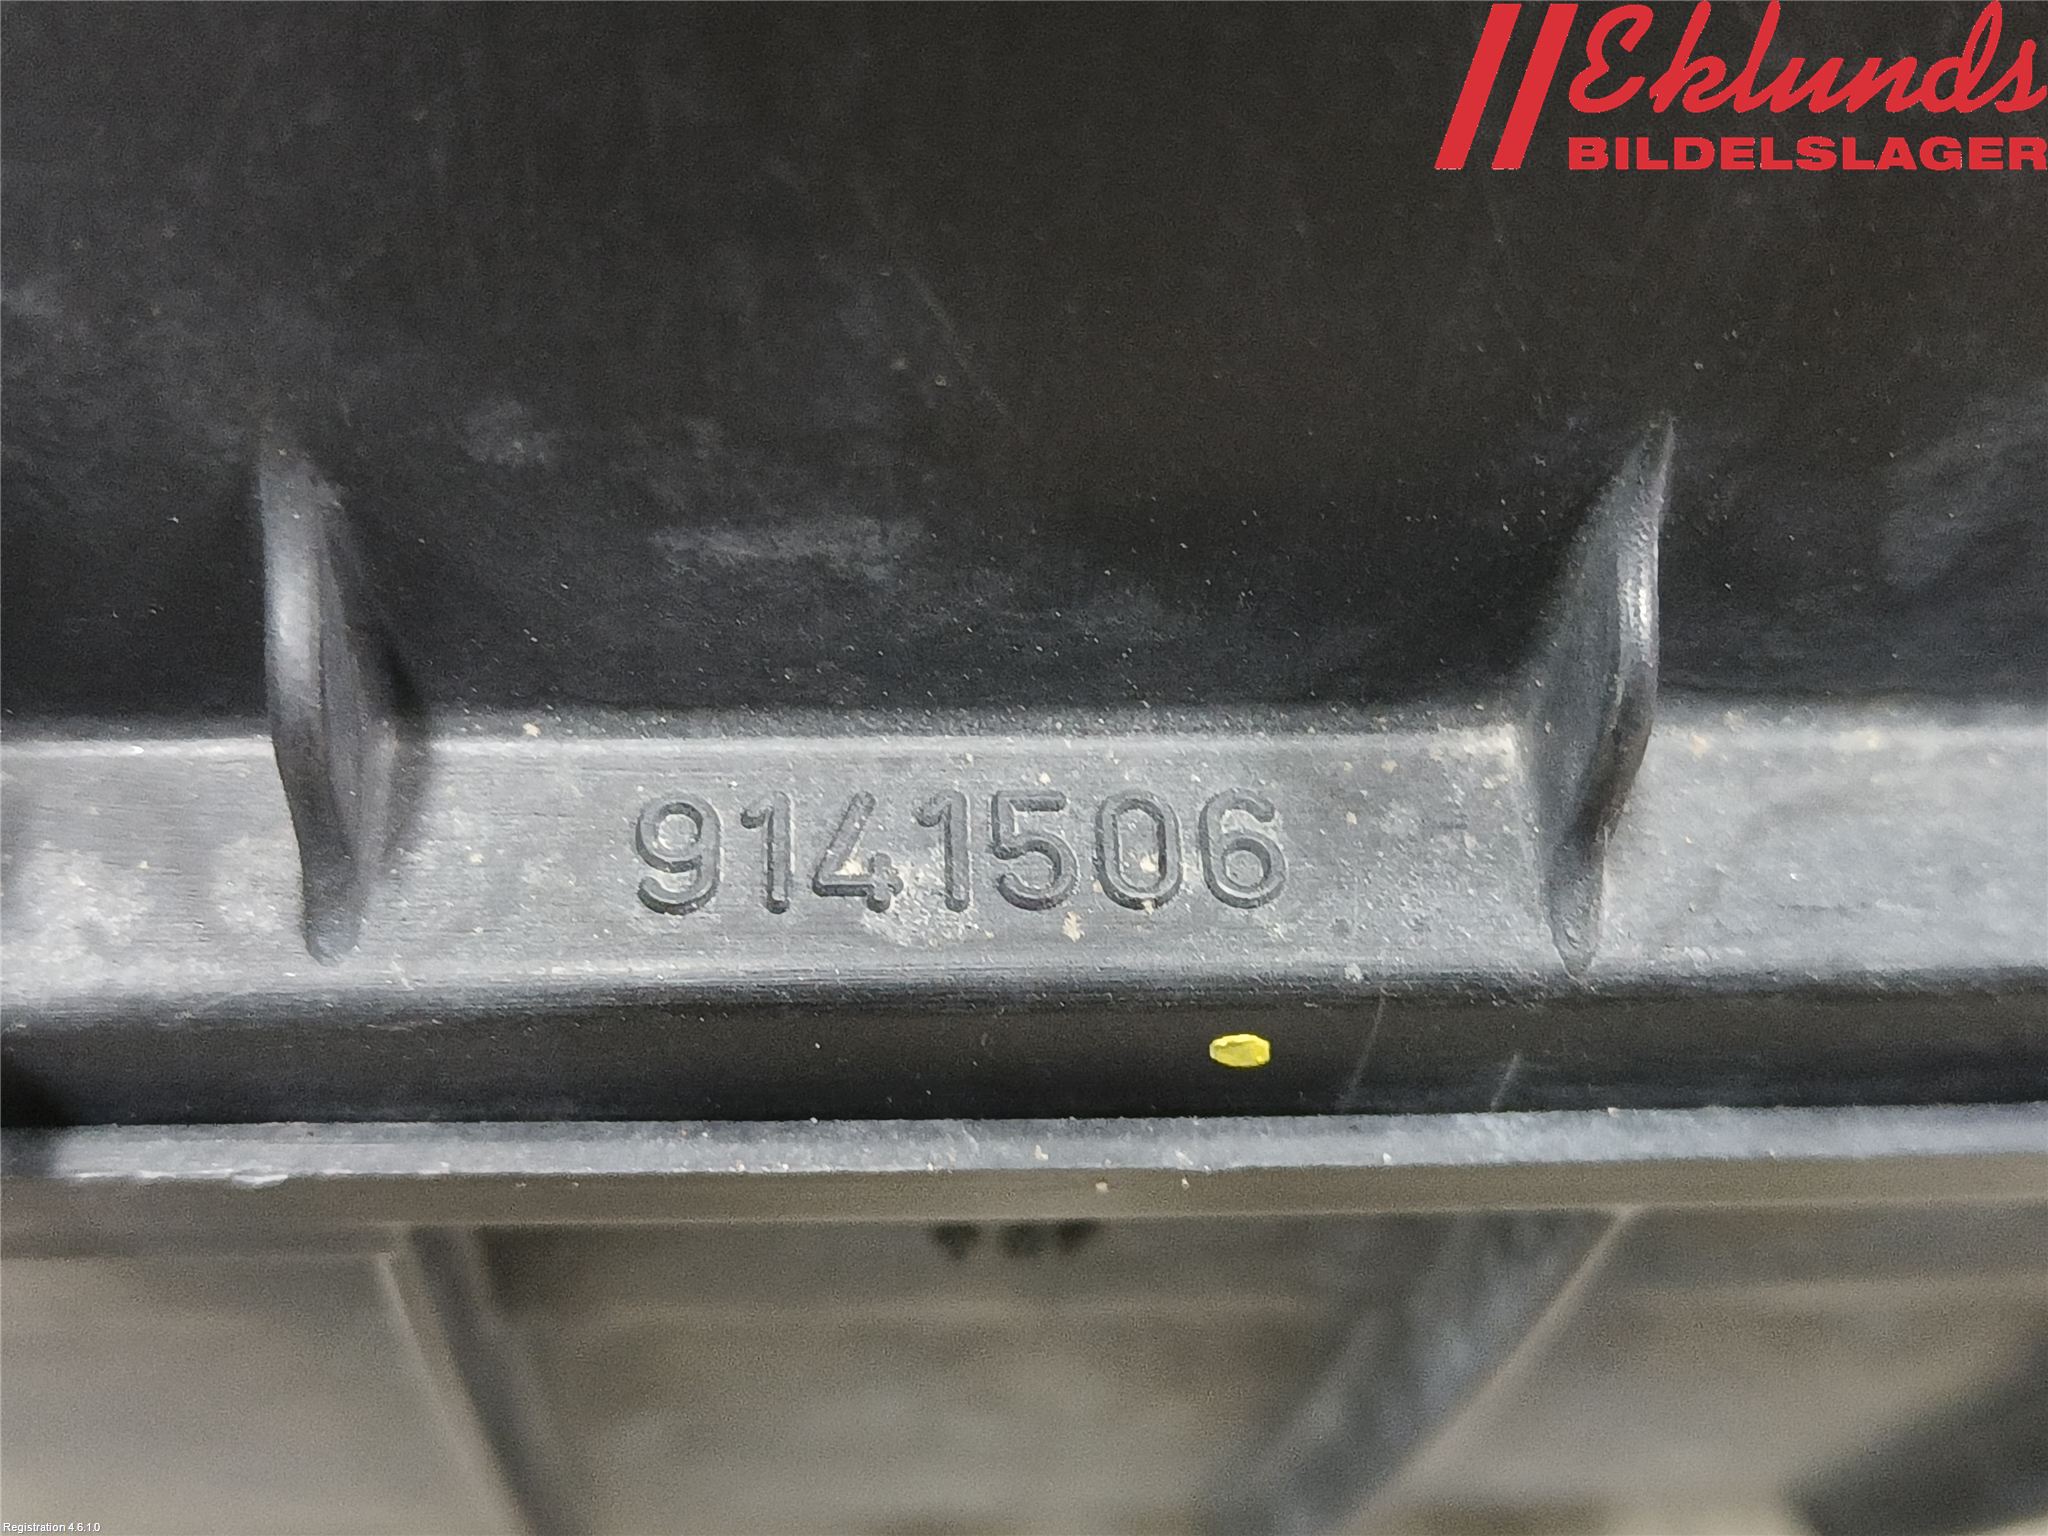 Eklunds
BILDELSLAGER
9141506
Registration 4.6.1.0